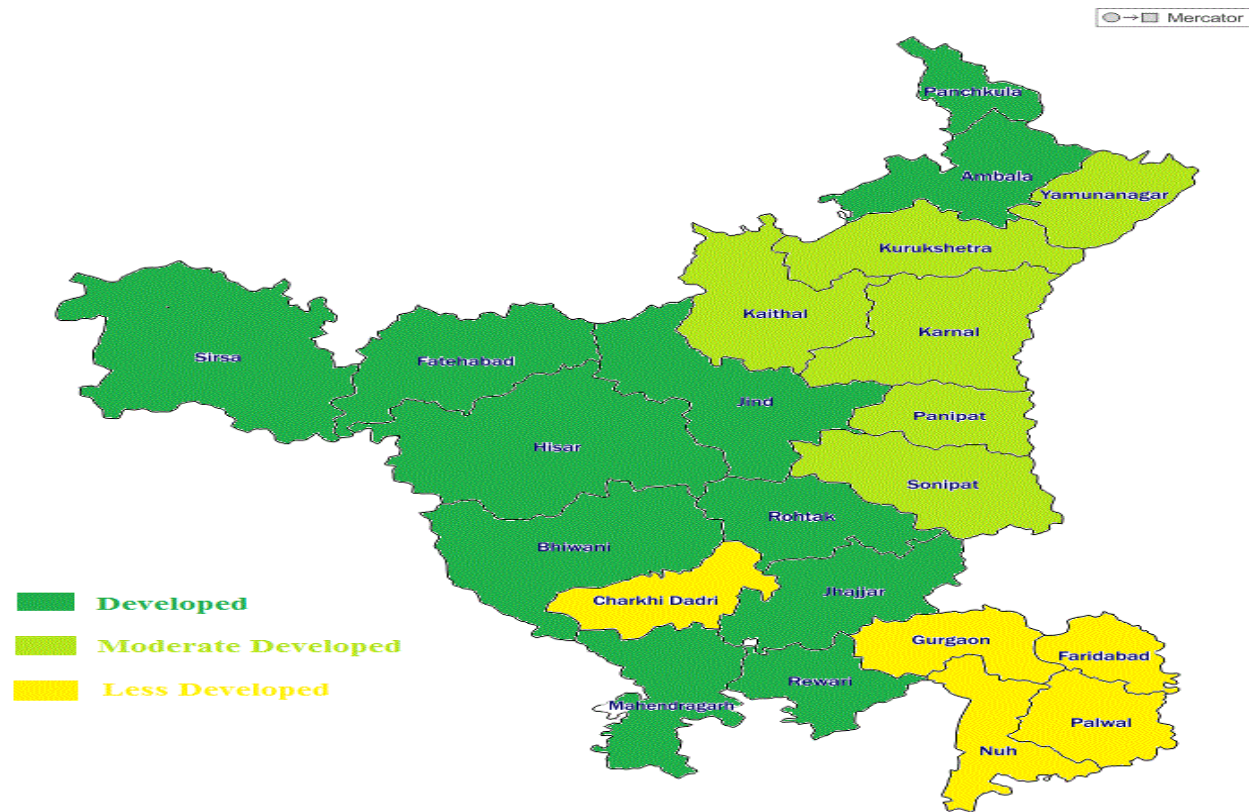 Mercator
Panchkula
Ambala
Yamunanagar
Kurukshetra
Kaithal
Karnal
Sirsa
Fatehabad
Jind
Panipat
Hisar
Sonipat
Rohtak
Bhiwani
Charkhi Dadri
Jhajjar
Developed
Moderate Developed
Less Developed
Gurgaon
Faridabad
Rewari
Mahendragarh
Palwal
Nuh